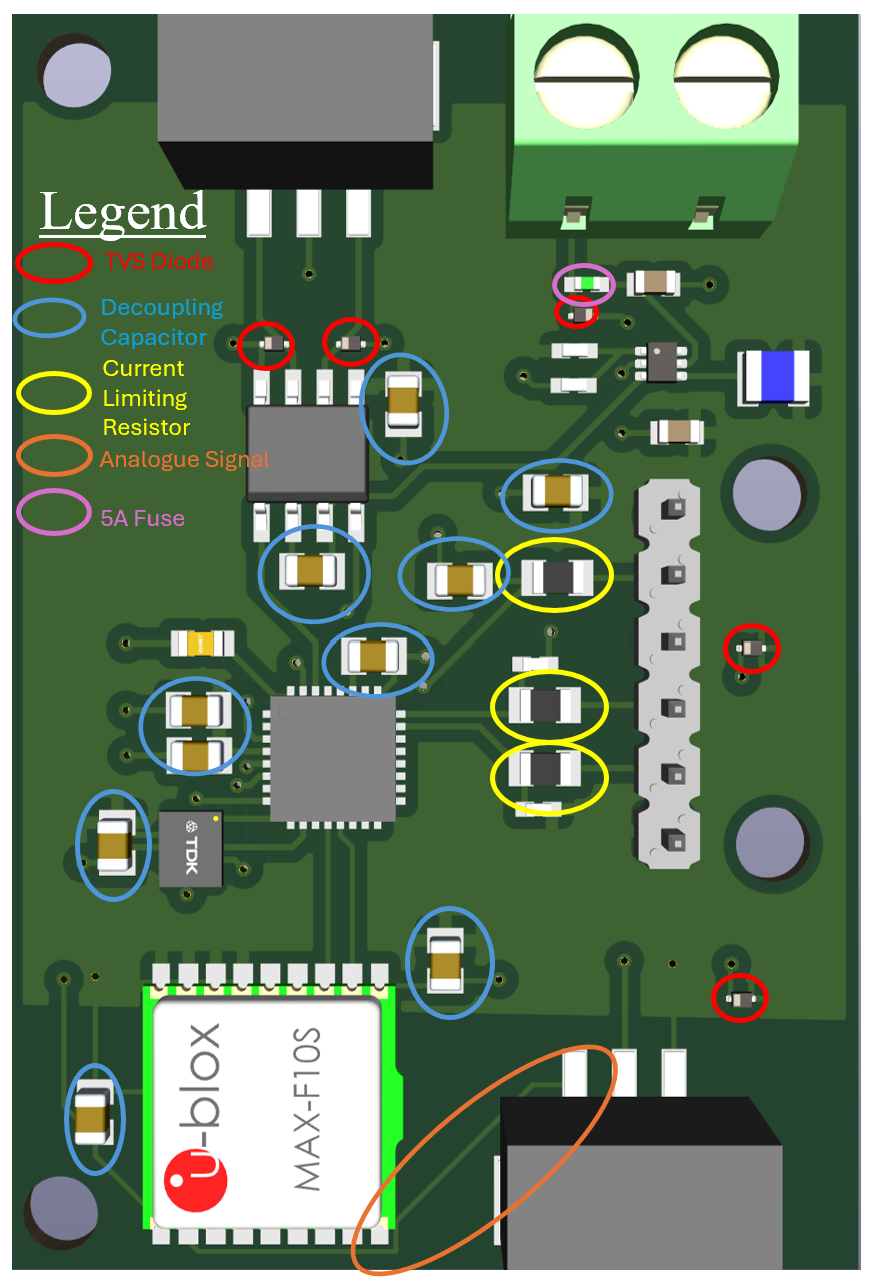 Legend
TVS Diode
Decoupling
Capacitor
Current
Limiting
Resistor
Analogue Signal
5A Fuse
TDK
u-blox
MAX-F10S